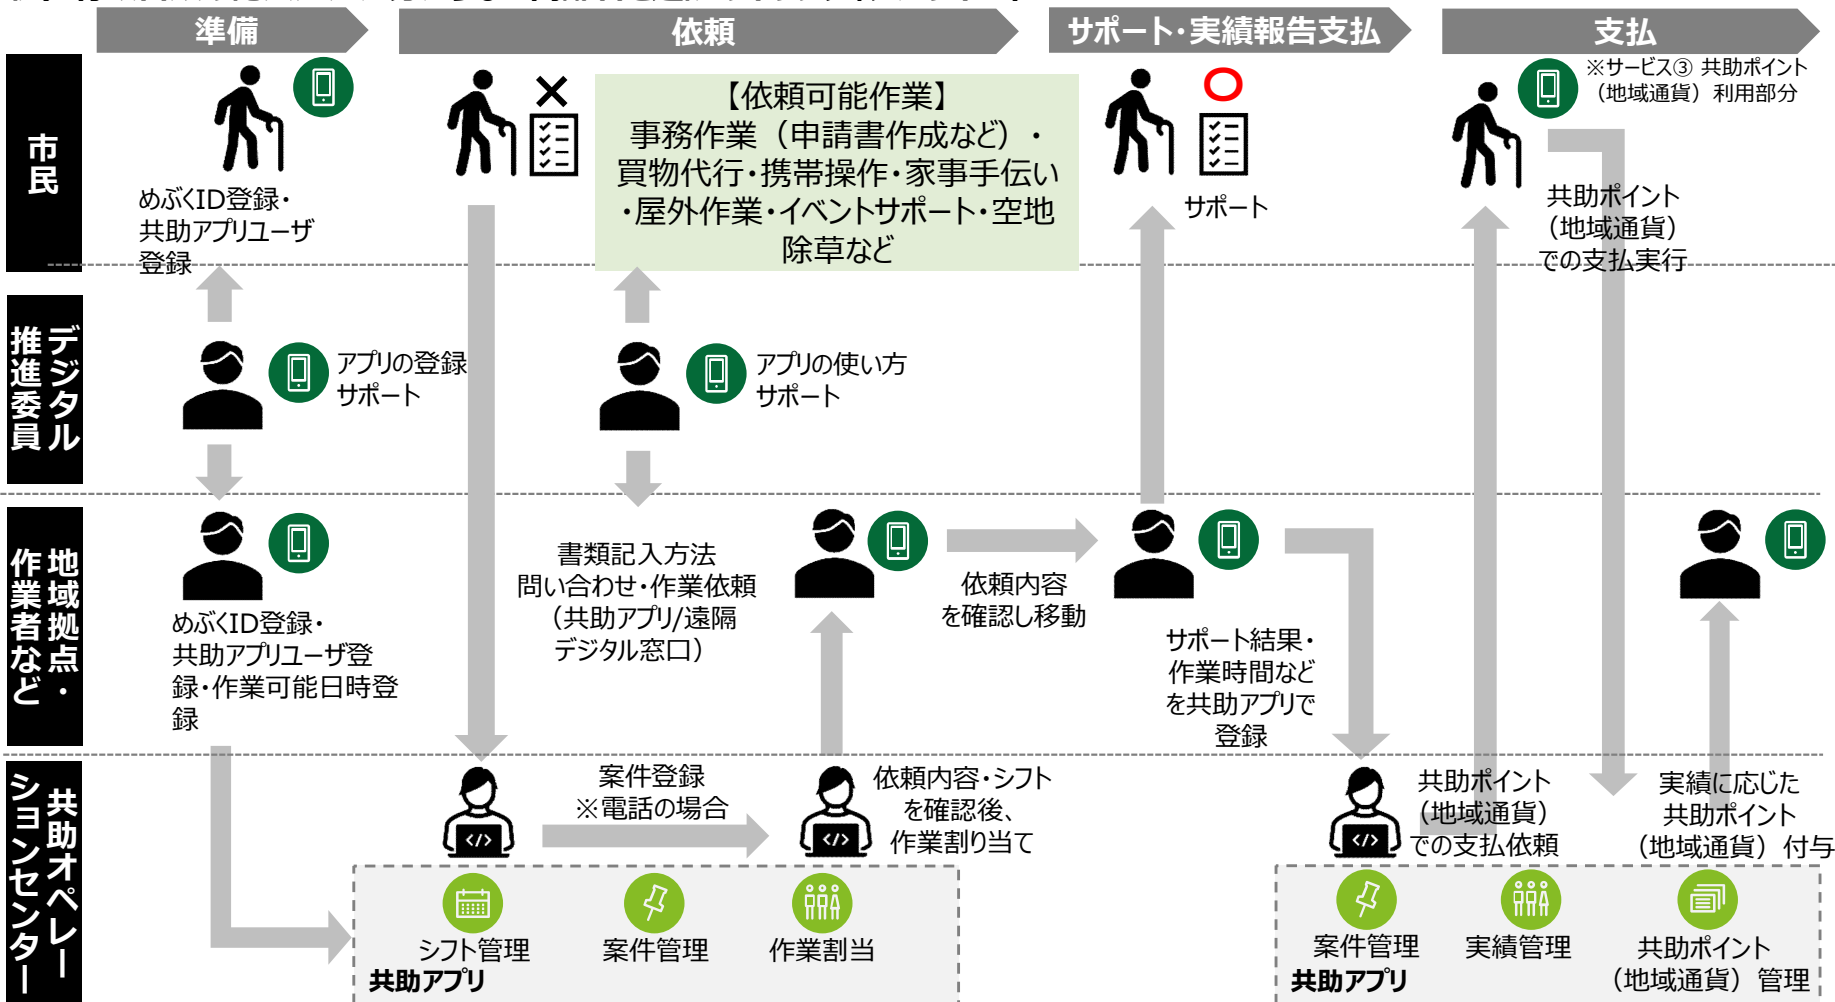 準備
依頼
サポート・実績報告支払
支払
市民
めぶくID登録・
共助アプリユーザ
登録
【依頼可能作業】
事務作業（申請書作成など）・
買物代行・携帯操作・家事手伝い
・屋外作業・イベントサポート・空地
除草など
サポート
※サービス③ 共助ポイント
（地域通貨）利用部分
共助ポイント
（地域通貨）
での支払実行
デジタル
推進委員
アプリの登録
サポート
アプリの使い方
サポート
地域拠点・
作業者など
めぶくID登録・
共助アプリユーザ登
録・作業可能日時登
録
書類記入方法
問い合わせ・作業依頼
（共助アプリ/遠隔
デジタル窓口）
依頼内容
を確認し移動
サポート結果・
作業時間など
を共助アプリで
登録
共助オペレー
ションセンター
案件登録
※電話の場合
依頼内容・シフト
を確認後、
作業割り当て
共助ポイント
（地域通貨）
での支払依頼
実績に応じた
共助ポイント
（地域通貨）付与
シフト管理
案件管理
作業割当
共助アプリ
案件管理
実績管理
共助ポイント
（地域通貨）管理
共助アプリ